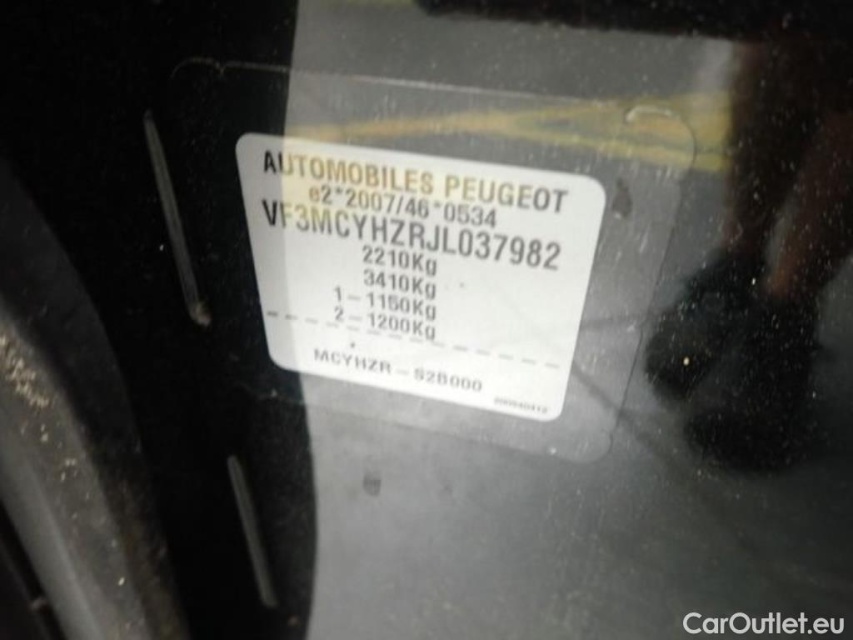 AUTOMOBILES PEUGEOT
e2*2007/46*0534
VF3MCYHZRJL037982
2210Kg
3410Kg
1-1150Kg
2-1200Kg
MCYHZR-S2B000
CarOutlet.eu